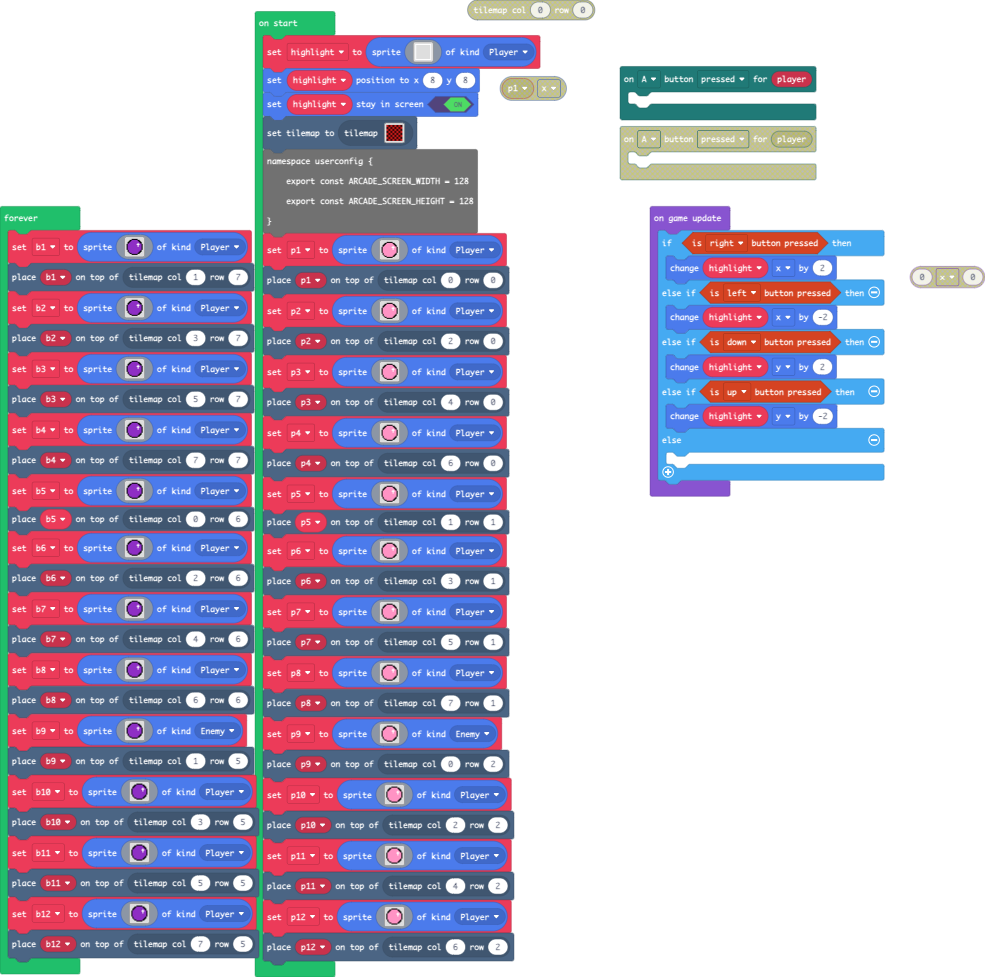 tilemap col 0 row 0
on start
set highlight to sprite of kind Player
set highlight position to x 8 y 8
set highlight stay in screen ON
set tilemap to tilemap
namespace userconfig {
export const ARCADE_SCREEN_WIDTH = 128
export const ARCADE_SCREEN_HEIGHT = 128
}
set p1 to sprite of kind Player
place p1 on top of tilemap col 0 row 0
set p2 to sprite of kind Player
place p2 on top of tilemap col 2 row 0
set p3 to sprite of kind Player
place p3 on top of tilemap col 4 row 0
set p4 to sprite of kind Player
place p4 on top of tilemap col 6 row 0
set p5 to sprite of kind Player
place p5 on top of tilemap col 1 row 1
set p6 to sprite of kind Player
place p6 on top of tilemap col 3 row 1
set p7 to sprite of kind Player
place p7 on top of tilemap col 5 row 1
set p8 to sprite of kind Player
place p8 on top of tilemap col 7 row 1
set p9 to sprite of kind Enemy
place p9 on top of tilemap col 0 row 2
set p10 to sprite of kind Player
place p10 on top of tilemap col 2 row 2
set p11 to sprite of kind Player
place p11 on top of tilemap col 4 row 2
set p12 to sprite of kind Player
place p12 on top of tilemap col 6 row 2
forever
set b1 to sprite of kind Player
place b1 on top of tilemap col 1 row 7
set b2 to sprite of kind Player
place b2 on top of tilemap col 3 row 7
set b3 to sprite of kind Player
place b3 on top of tilemap col 5 row 7
set b4 to sprite of kind Player
place b4 on top of tilemap col 7 row 7
set b5 to sprite of kind Player
place b5 on top of tilemap col 0 row 6
set b6 to sprite of kind Player
place b6 on top of tilemap col 2 row 6
set b7 to sprite of kind Player
place b7 on top of tilemap col 4 row 6
set b8 to sprite of kind Player
place b8 on top of tilemap col 6 row 6
set b9 to sprite of kind Enemy
place b9 on top of tilemap col 1 row 5
set b10 to sprite of kind Player
place b10 on top of tilemap col 3 row 5
set b11 to sprite of kind Player
place b11 on top of tilemap col 5 row 5
set b12 to sprite of kind Player
place b12 on top of tilemap col 7 row 5
p1 x
on A button pressed for player
on A button pressed for player
on game update
if is right button pressed then
change highlight x by 2
else if is left button pressed then
change highlight x by -2
else if is down button pressed then
change highlight y by 2
else if is up button pressed then
change highlight y by -2
else
0 x 0